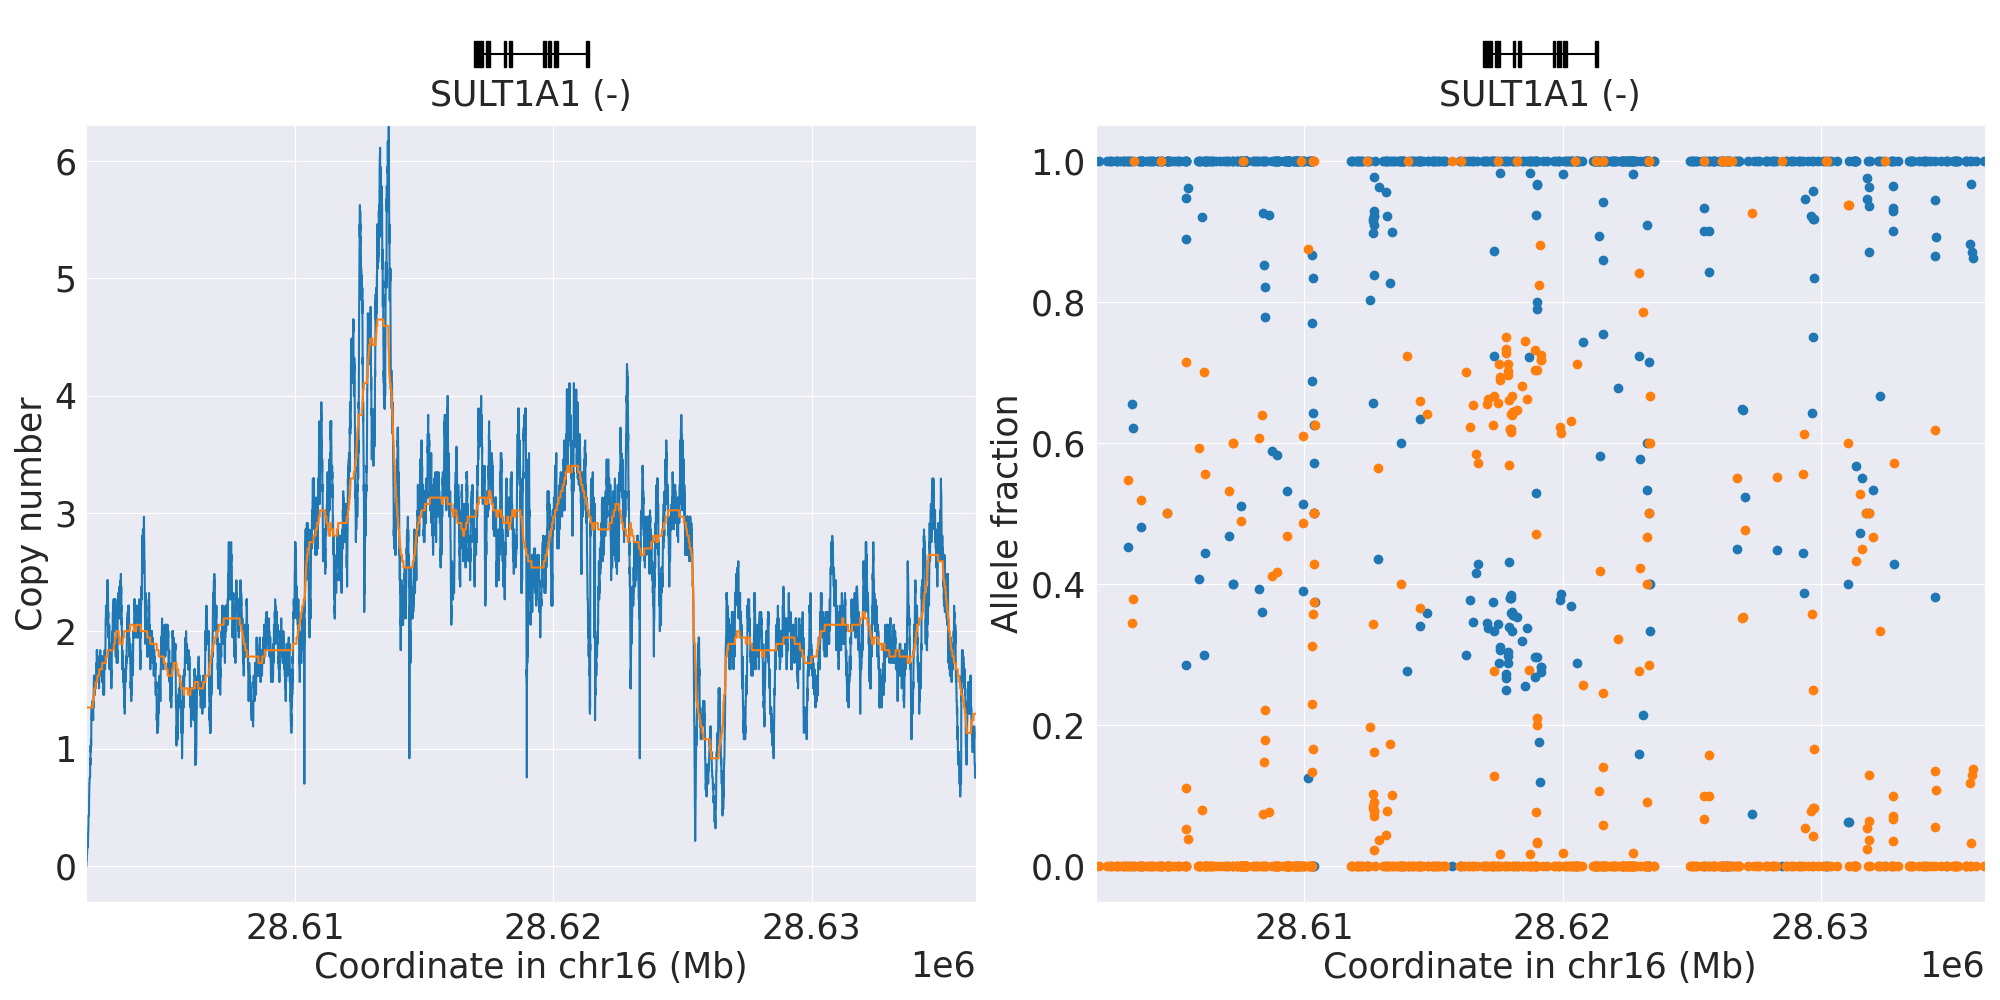 SULT1A1 (-)
Copy number
6
5
4
3
2
1
0
28.61
28.62
28.63
Coordinate in chr16 (Mb)
1e6
SULT1A1 (-)
Allele fraction
1.0
0.8
0.6
0.4
0.2
0.0
28.61
28.62
28.63
Coordinate in chr16 (Mb)
1e6